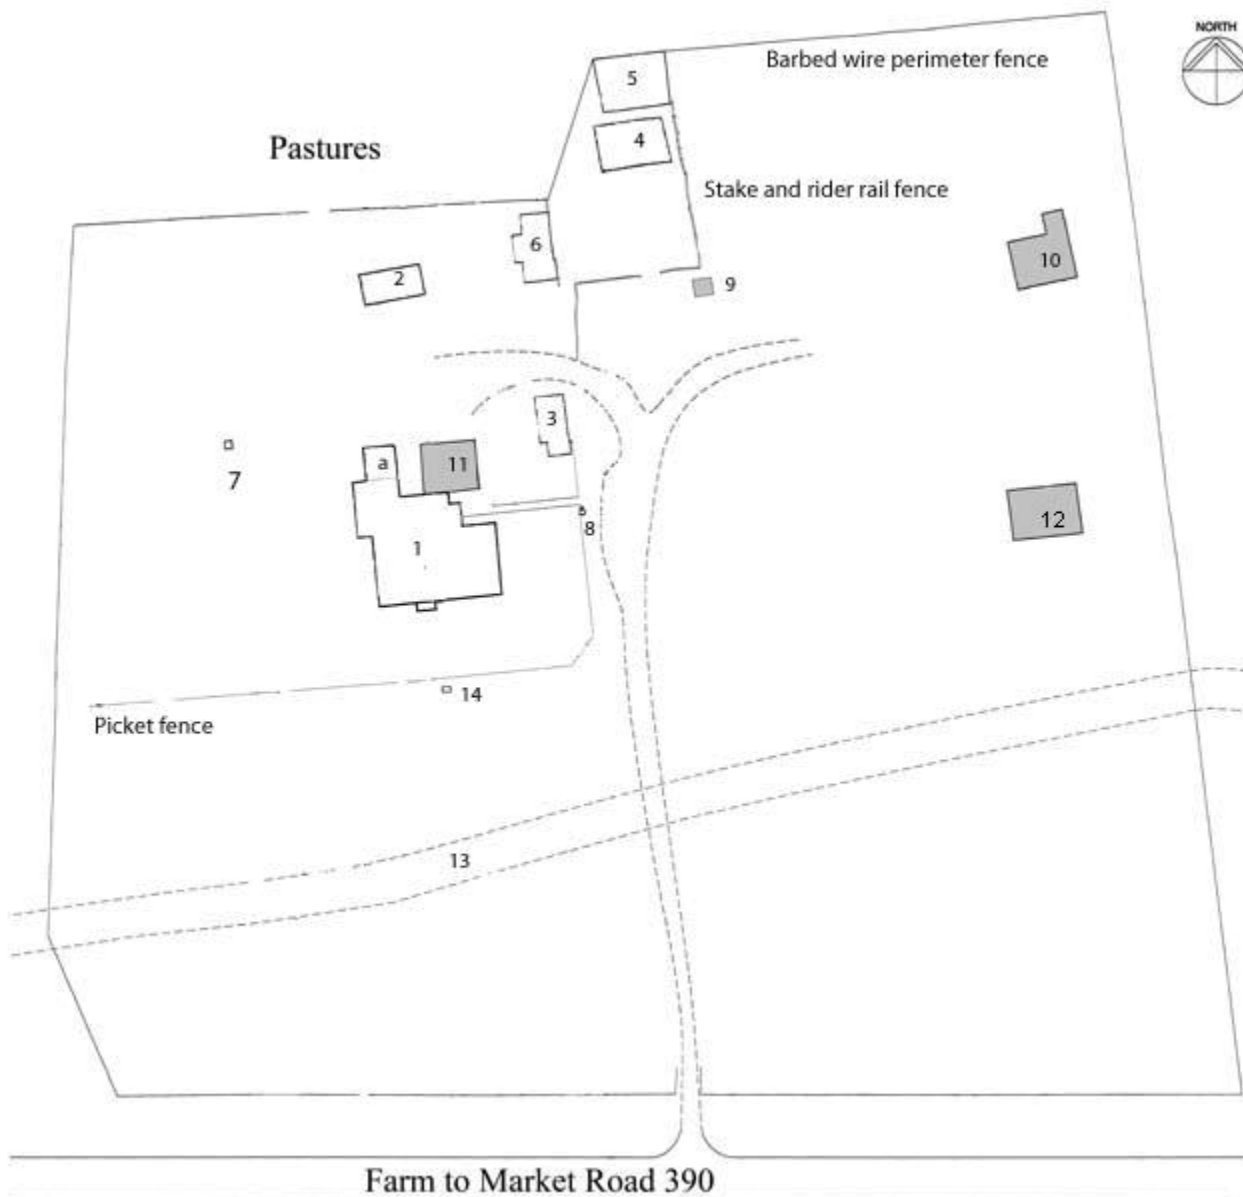 NORTH
Barbed wire perimeter fence
5
4
Pastures
Stake and rider rail fence
6
2
10
9
3
a
11
7
12
8
1
14
Picket fence
13
Farm to Market Road 390